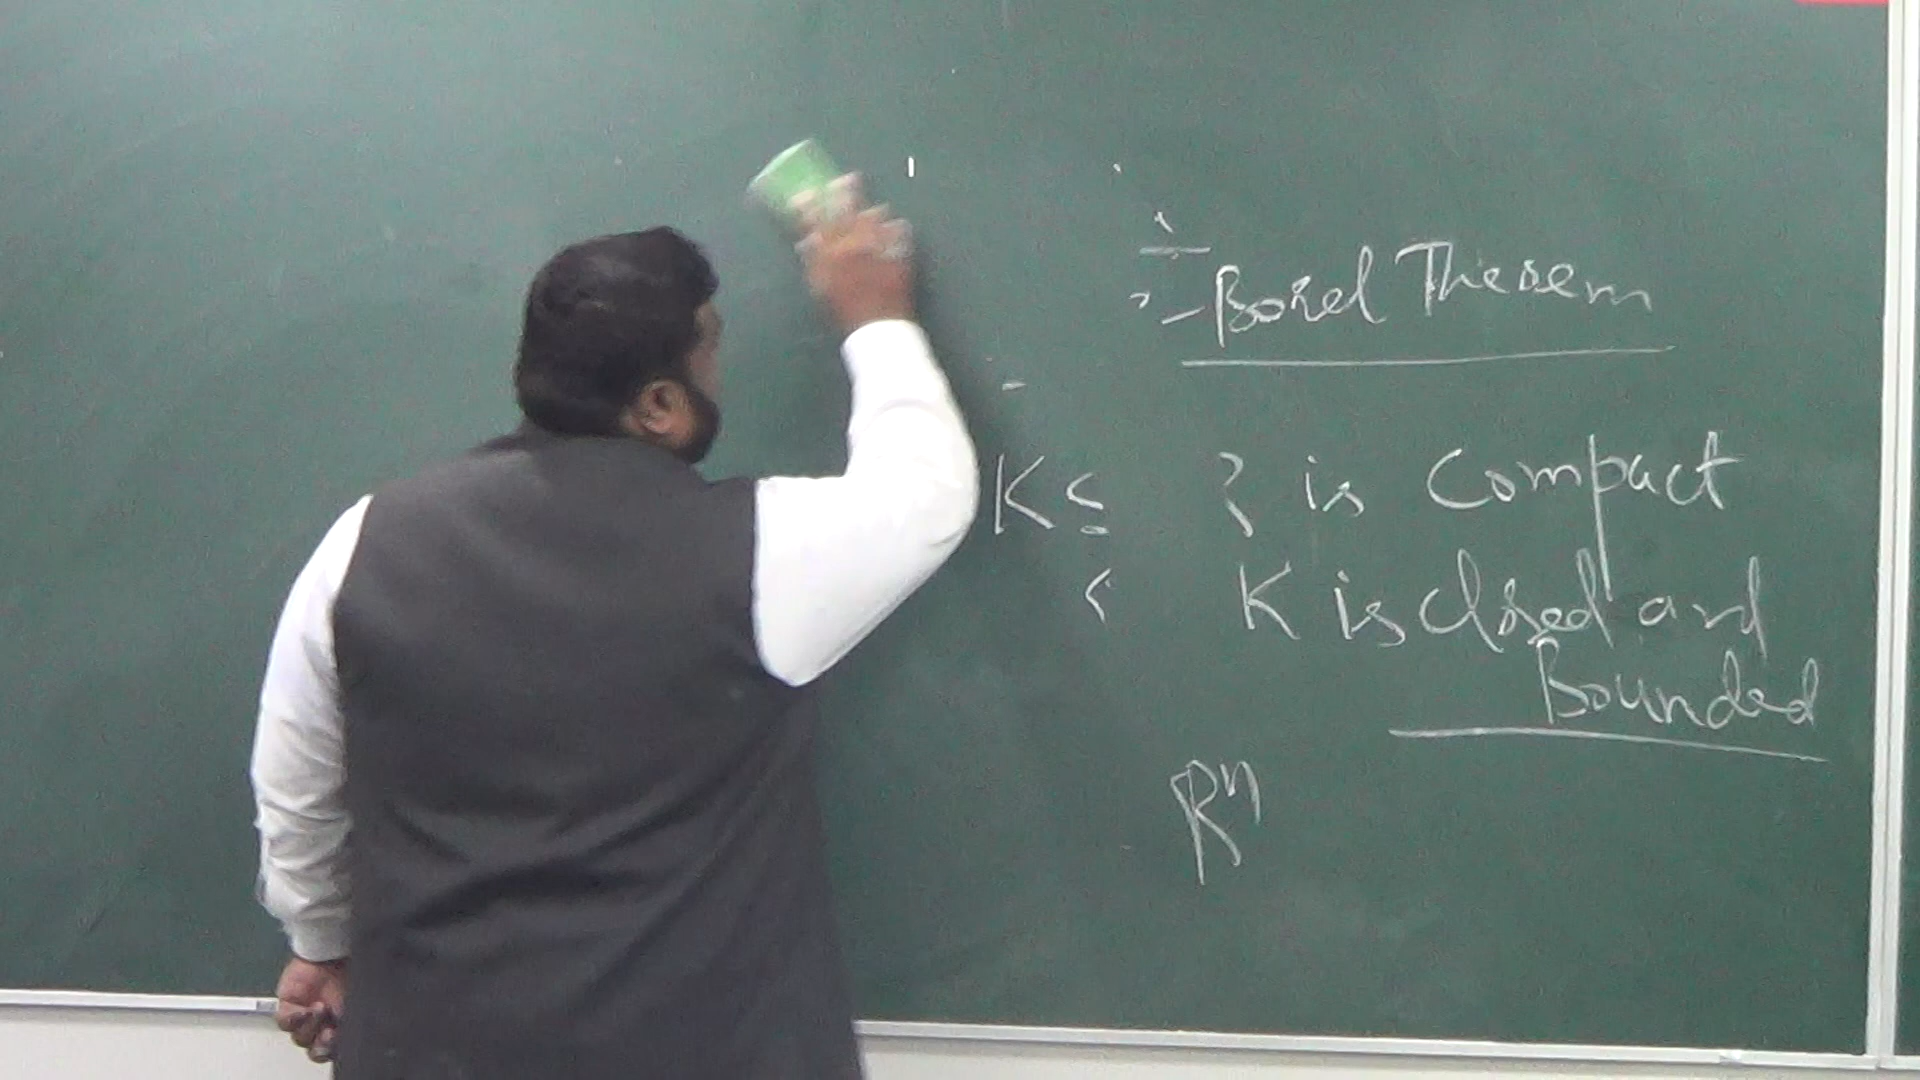 - Borel Theorem
K ⊆ } is Compact
K is closed and
Bounded
Rⁿ